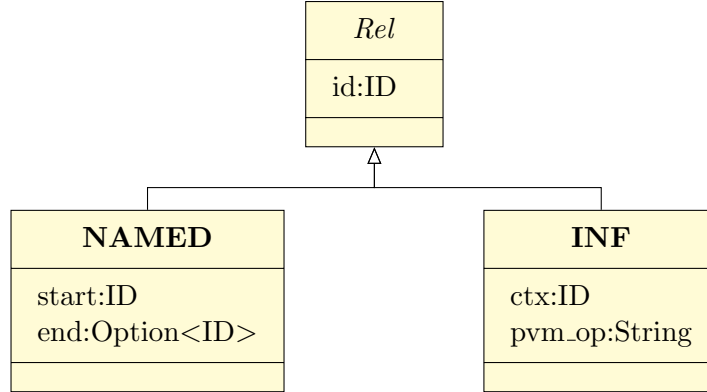 Rel
id:ID
NAMED
start:ID
end:Option<ID>
INF
ctx:ID
pvm_op:String